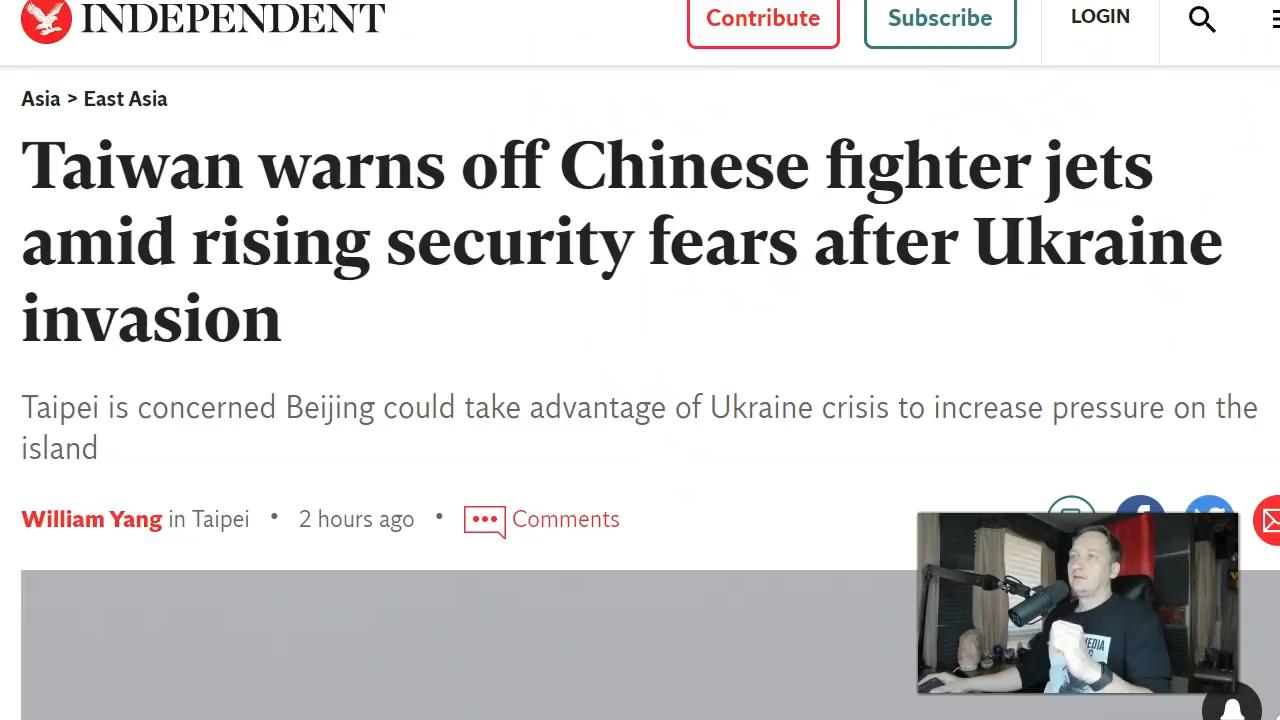 INDEPENDENT
Contribute
Subscribe
LOGIN
Asia > East Asia
Taiwan warns off Chinese fighter jets
amid rising security fears after Ukraine
invasion
Taipei is concerned Beijing could take advantage of Ukraine crisis to increase pressure on the
island
William Yang in Taipei • 2 hours ago • Comments